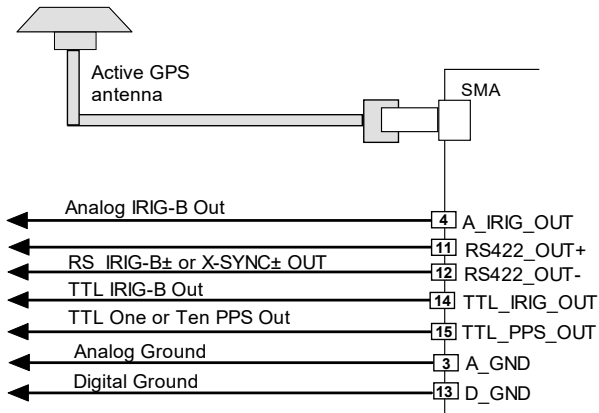 Active GPS
antenna
SMA
Analog IRIG-B Out
4 A_IRIG_OUT
11 RS422_OUT+
RS IRIG-B± or X-SYNC± OUT
12 RS422_OUT-
TTL IRIG-B Out
14 TTL_IRIG_OUT
TTL One or Ten PPS Out
15 TTL_PPS_OUT
Analog Ground
3 A_GND
Digital Ground
13 D_GND